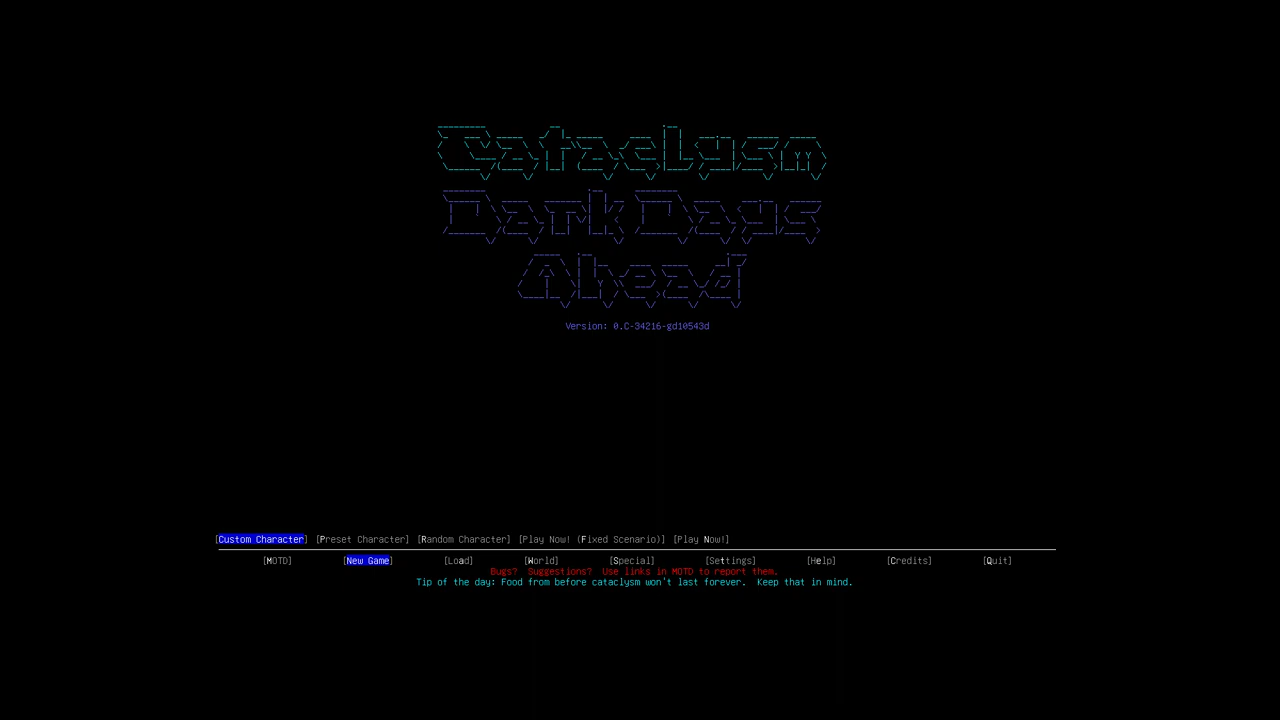 Cataclysm
Dark Days
Ahead
Version: 0.C-34216-gd10543d
[Custom Character] [Preset Character] [Random Character] [Play Now! (Fixed Scenario)] [Play Now!]
[MOTD] [New Game] [Load] [World] [Special] [Settings] [Help] [Credits] [Quit]
Bugs? Suggestions? Use links in MOTD to report them.
Tip of the day: Food from before cataclysm won't last forever. Keep that in mind.